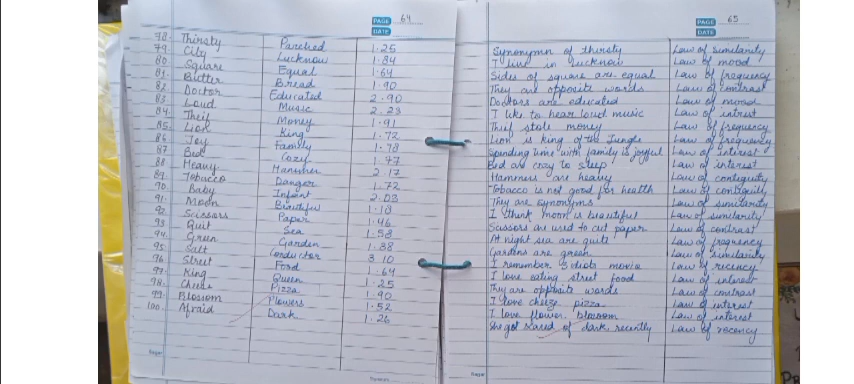 PAGE 64
DATE
78. Thirsty Parched 1.25
79. City Lucknow 1.84
80. Square Equal 1.64
81. Butter Bread 1.90
82. Doctor Educated 2.90
83. Loud Music 2.23
84. Theif Money 1.91
85. Lion King 1.72
86. Joy Family 1.78
87. Bed Cozy 1.77
88. Heavy Hammer 2.17
89. Tobacco Danger 1.72
90. Baby Infant 2.03
91. Moon Beautiful 1.18
92. Scissors Paper 1.46
93. Quit Sea 1.53
94. Green Garden 1.38
95. Salt Conductor 3.10
96. Street Food 1.64
97. King Queen 1.25
98. Cheese Pizza 1.90
99. Blossom Flowers 1.52
100. Afraid Dark 1.26
PAGE 65
DATE
Synonymn of thirsty Law of similarity
I live in Lucknow Law of mood
Sides of square are equal Law of frequency
They are opposite words Law of contrast
Doctors are educated Law of mood
I like to hear loud music Law of intrest
Theif stole money Law of frequency
Lion is king of the Jungle Law of frequency
Spending time with family is joyful Law of interest
Bed are cozy to sleep Law of interest
Hammers are heavy Law of contiguity
Tobacco is not good for health Law of contiguity
They are synonyms Law of similarity
I think moon is beautiful Law of similarity
Scissors are used to cut paper Law of contrast
At night sea are quite Law of frequency
Gardens are green Law of similarity
I remember 3 idiots movie Law of recency
I love eating street food Law of interest
They are opposite words Law of contrast
I love cheeze pizza Law of interest
I love flower blossom Law of interest
She got scared of dark recently Law of recency